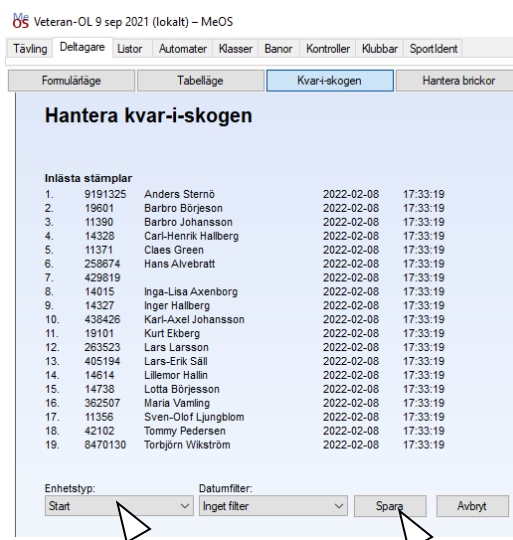 MeOS Veteran-OL 9 sep 2021 (lokalt) – MeOS
Tävling Deltagare Listor Automater Klasser Banor Kontroller Klubbar SportIdent
Formulärläge Tabelläge Kvar-i-skogen Hantera brickor
Hantera kvar-i-skogen
Inlästa stämplar
1. 9191325 Anders Sternö 2022-02-08 17:33:19
2. 19601 Barbro Börjeson 2022-02-08 17:33:19
3. 11390 Barbro Johansson 2022-02-08 17:33:19
4. 14328 Carl-Henrik Hallberg 2022-02-08 17:33:19
5. 11371 Claes Green 2022-02-08 17:33:19
6. 258674 Hans Alvebratt 2022-02-08 17:33:19
7. 429819 2022-02-08 17:33:19
8. 14015 Inga-Lisa Axenborg 2022-02-08 17:33:19
9. 14327 Inger Hallberg 2022-02-08 17:33:19
10. 438426 Karl-Axel Johansson 2022-02-08 17:33:19
11. 19101 Kurt Ekberg 2022-02-08 17:33:19
12. 263523 Lars Larsson 2022-02-08 17:33:19
13. 405194 Lars-Erik Säll 2022-02-08 17:33:19
14. 14614 Lillemor Hallin 2022-02-08 17:33:19
15. 14738 Lotta Börjesson 2022-02-08 17:33:19
16. 362507 Maria Vamling 2022-02-08 17:33:19
17. 11356 Sven-Olof Ljungblom 2022-02-08 17:33:19
18. 42102 Tommy Pedersen 2022-02-08 17:33:19
19. 8470130 Torbjörn Wikström 2022-02-08 17:33:19
Enhetstyp: Datumfilter:
Start Inget filter Spara Avbryt